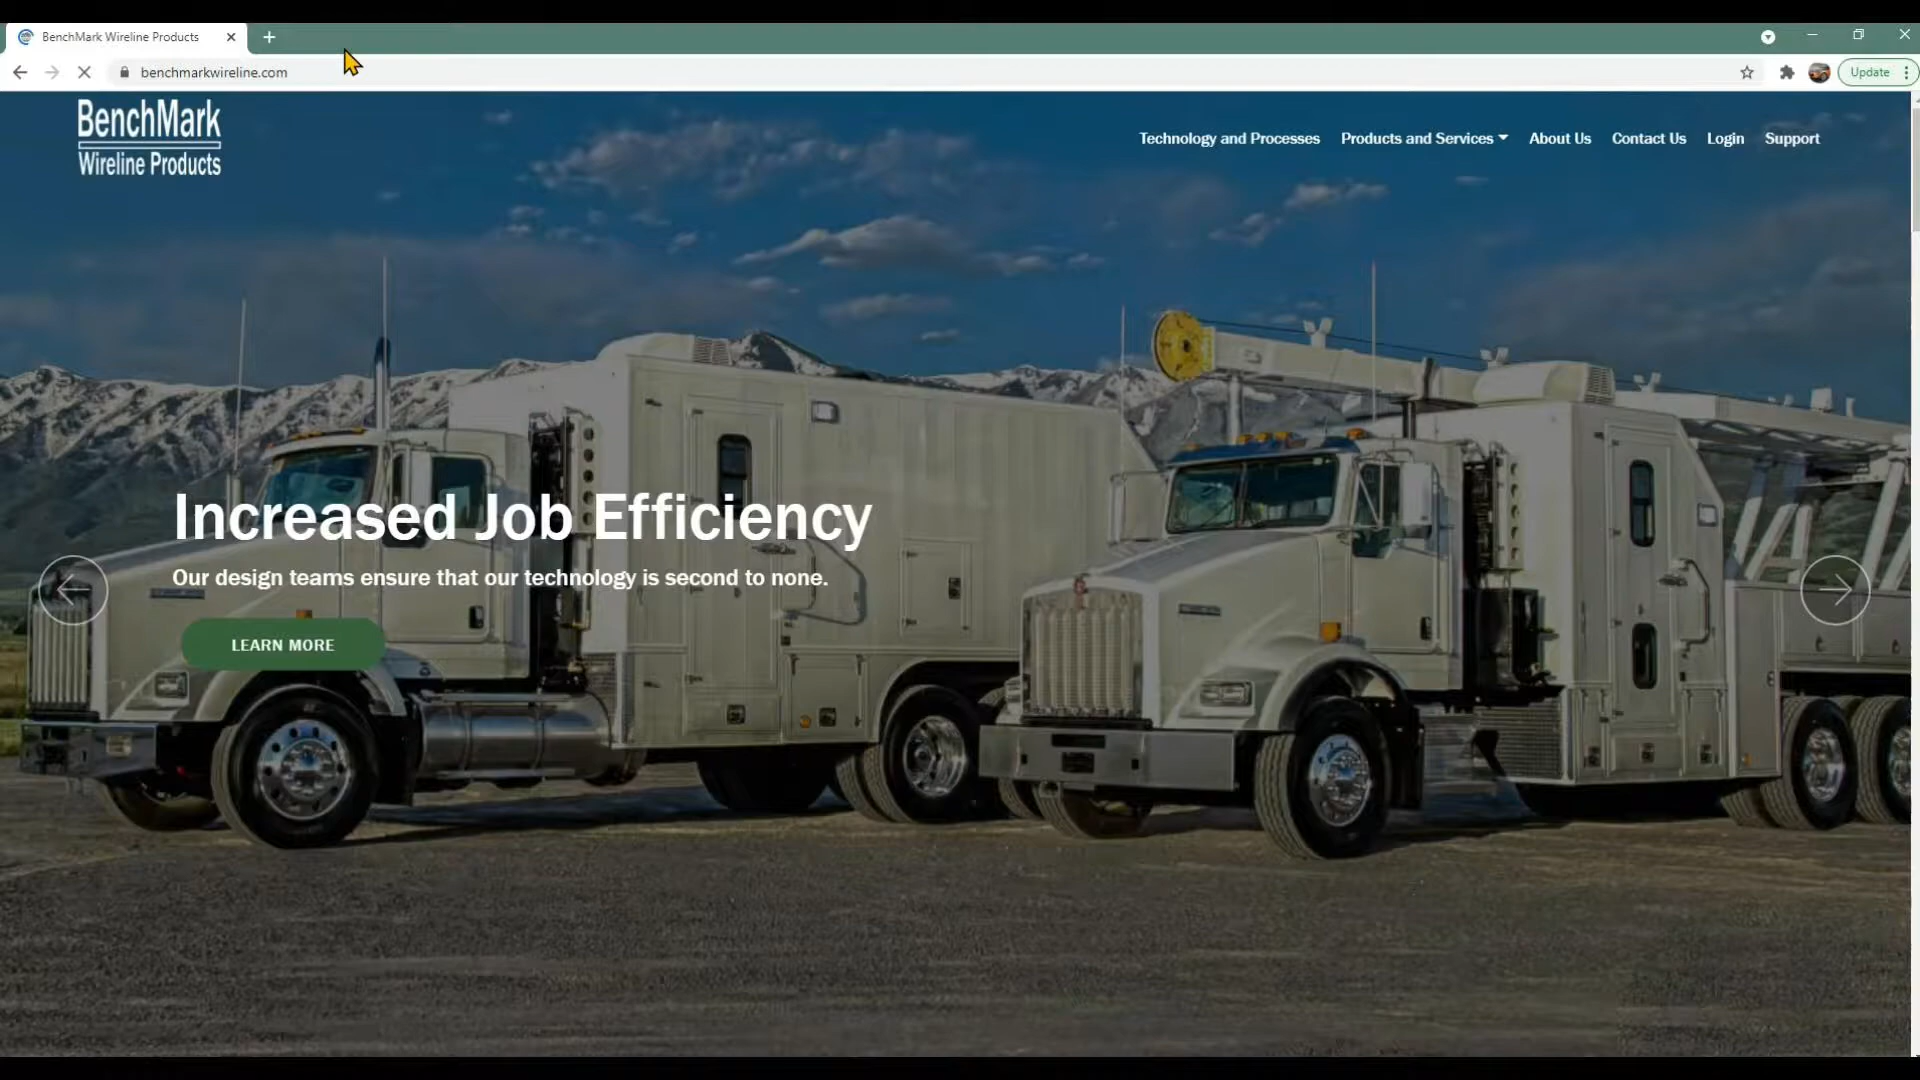 BenchMark Wireline Products
benchmarkwireline.com
Update
BenchMark
Wireline Products
Technology and Processes
Products and Services
About Us
Contact Us
Login
Support
Increased Job Efficiency
Our design teams ensure that our technology is second to none.
LEARN MORE